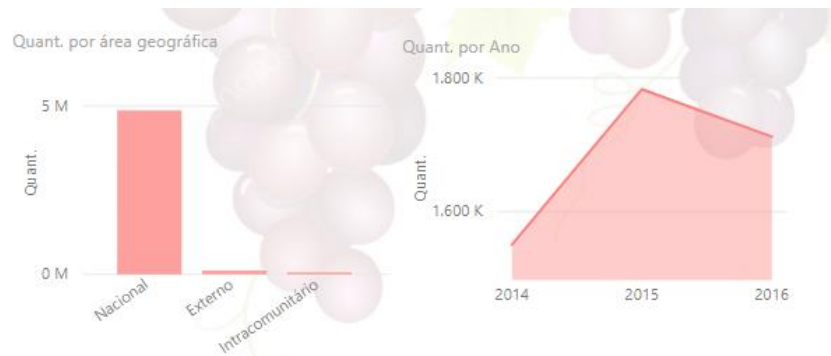 Quant. por área geográfica
5 M
0 M
Quant.
Nacional
Externo
Intracomunitário
Quant. por Ano
1.800 K
1.600 K
Quant.
2014 2015 2016